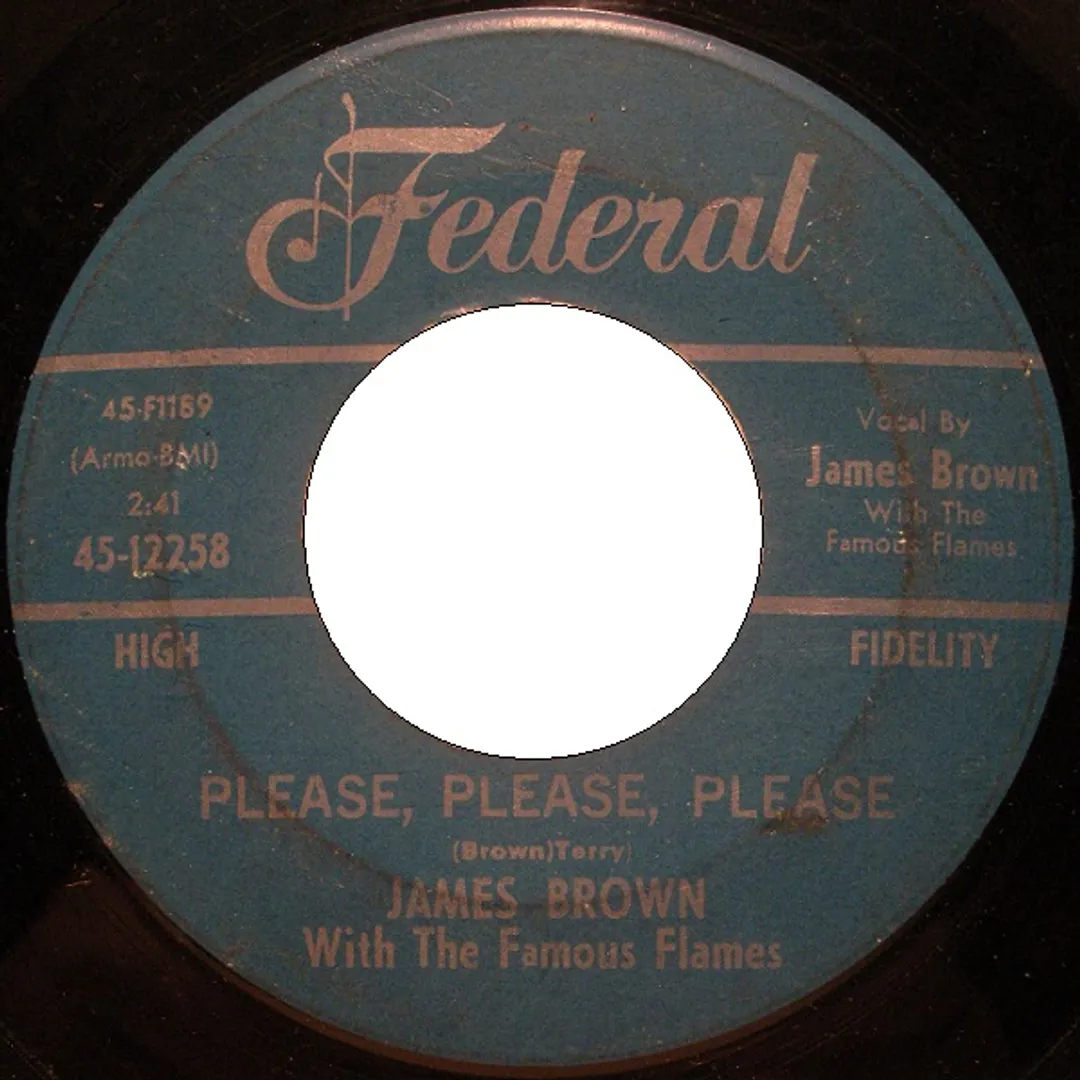 Federal
45-F1189
(Armo-BMI)
2:41
45-12258
Vocal By
James Brown
With The
Famous Flames
HIGH
FIDELITY
PLEASE, PLEASE, PLEASE
(Brown)Terry)
JAMES BROWN
With The Famous Flames